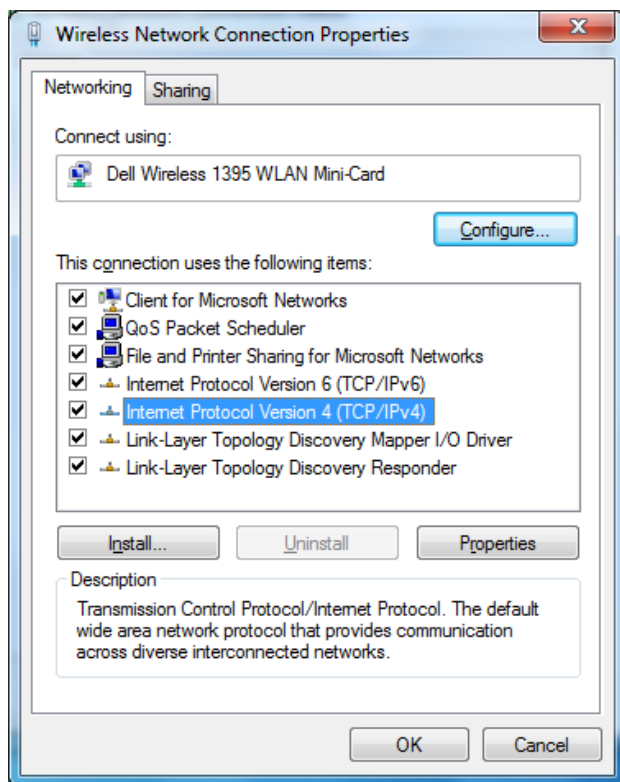 Wireless Network Connection Properties
Networking
Sharing
Connect using:
Dell Wireless 1395 WLAN Mini-Card
Configure...
This connection uses the following items:
Client for Microsoft Networks
QoS Packet Scheduler
File and Printer Sharing for Microsoft Networks
Internet Protocol Version 6 (TCP/IPv6)
Internet Protocol Version 4 (TCP/IPv4)
Link-Layer Topology Discovery Mapper I/O Driver
Link-Layer Topology Discovery Responder
Install...
Uninstall
Properties
Description
Transmission Control Protocol/Internet Protocol. The default
wide area network protocol that provides communication
across diverse interconnected networks.
OK
Cancel